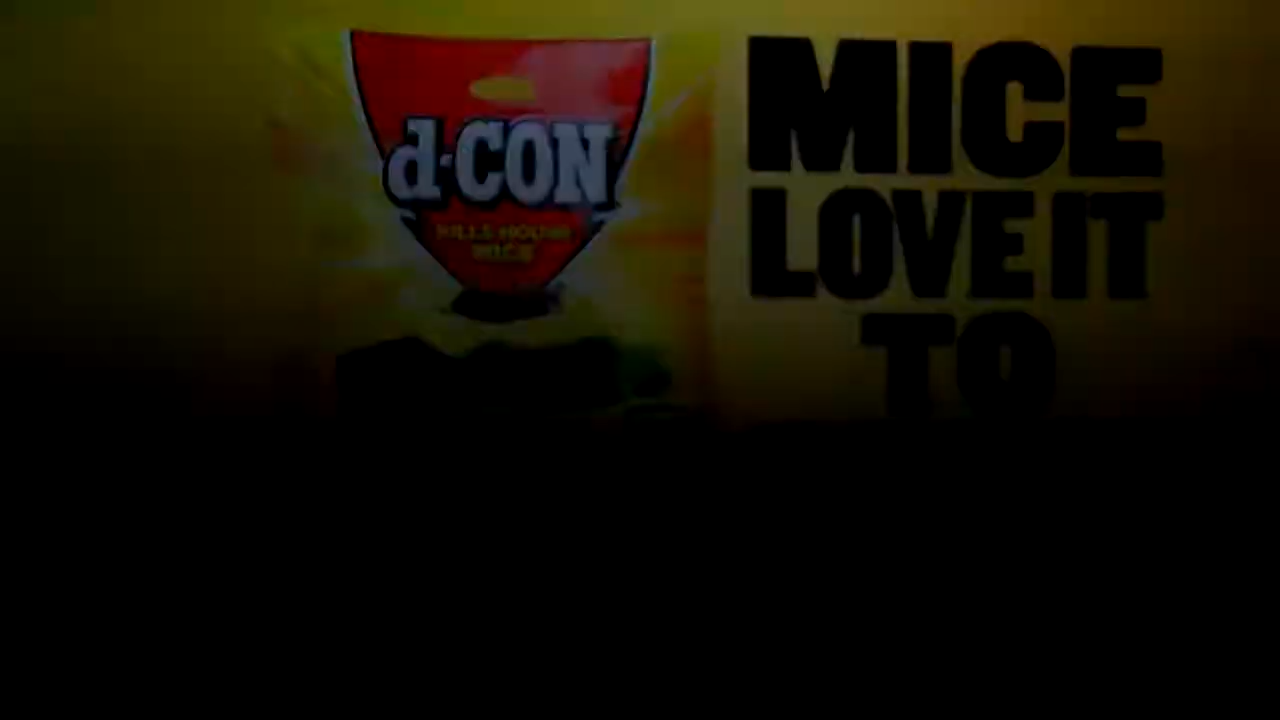 d-CON
KILLS HOUSE
MICE
MICE
LOVE IT
TO